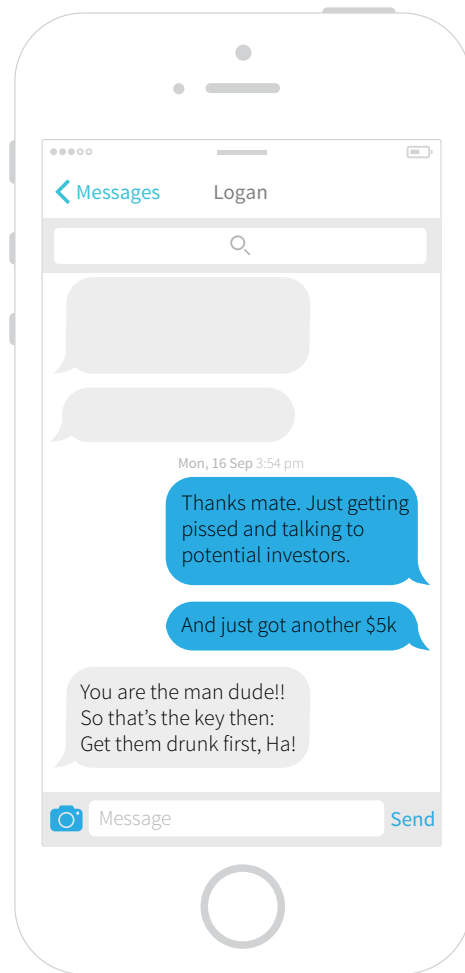 Messages
Logan
Mon, 16 Sep 3:54 pm
Thanks mate. Just getting
pissed and talking to
potential investors.
And just got another $5k
You are the man dude!!
So that’s the key then:
Get them drunk first, Ha!
Message
Send